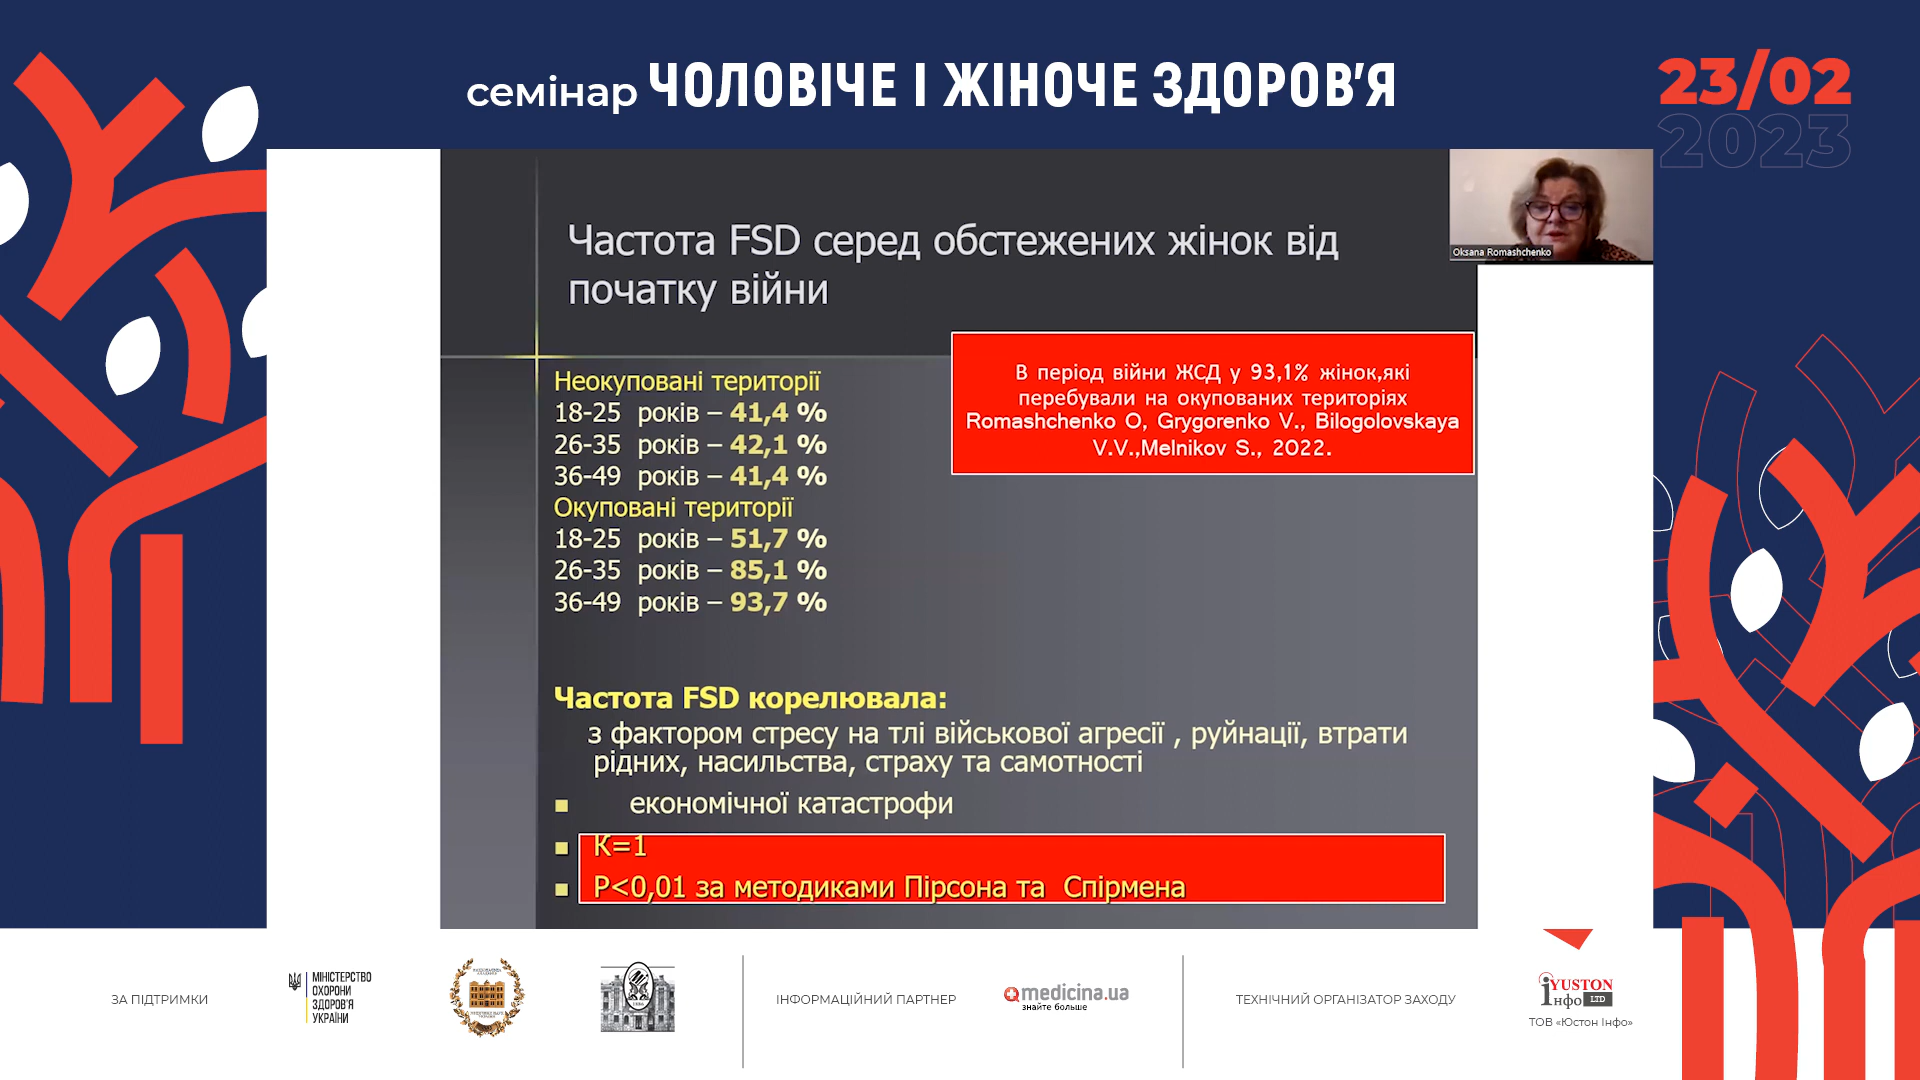 семінар ЧОЛОВІЧЕ І ЖІНОЧЕ ЗДОРОВ'Я
23/02
2023
Oksana Romashchenko
Частота FSD серед обстежених жінок від
початку війни
В період війни ЖСД у 93,1% жінок,які
перебували на окупованих територіях
Romashchenko O, Grygorenko V., Bilogolovskaya
V.V.,Melnikov S., 2022.
Неокуповані території
18-25 років – 41,4 %
26-35 років – 42,1 %
36-49 років – 41,4 %
Окуповані території
18-25 років – 51,7 %
26-35 років – 85,1 %
36-49 років – 93,7 %
Частота FSD корелювала:
з фактором стресу на тлі військової агресії , руйнації, втрати
рідних, насильства, страху та самотності
економічної катастрофи
К=1
Р<0,01 за методиками Пірсона та Спірмена
ЗА ПІДТРИМКИ
МІНІСТЕРСТВО
ОХОРОНИ
ЗДОРОВ'Я
УКРАЇНИ
ІНФОРМАЦІЙНИЙ ПАРТНЕР
medicina.ua
знайте больше
ТЕХНІЧНИЙ ОРГАНІЗАТОР ЗАХОДУ
YUSTON
iнфо LTD
ТОВ «Юстон Інфо»